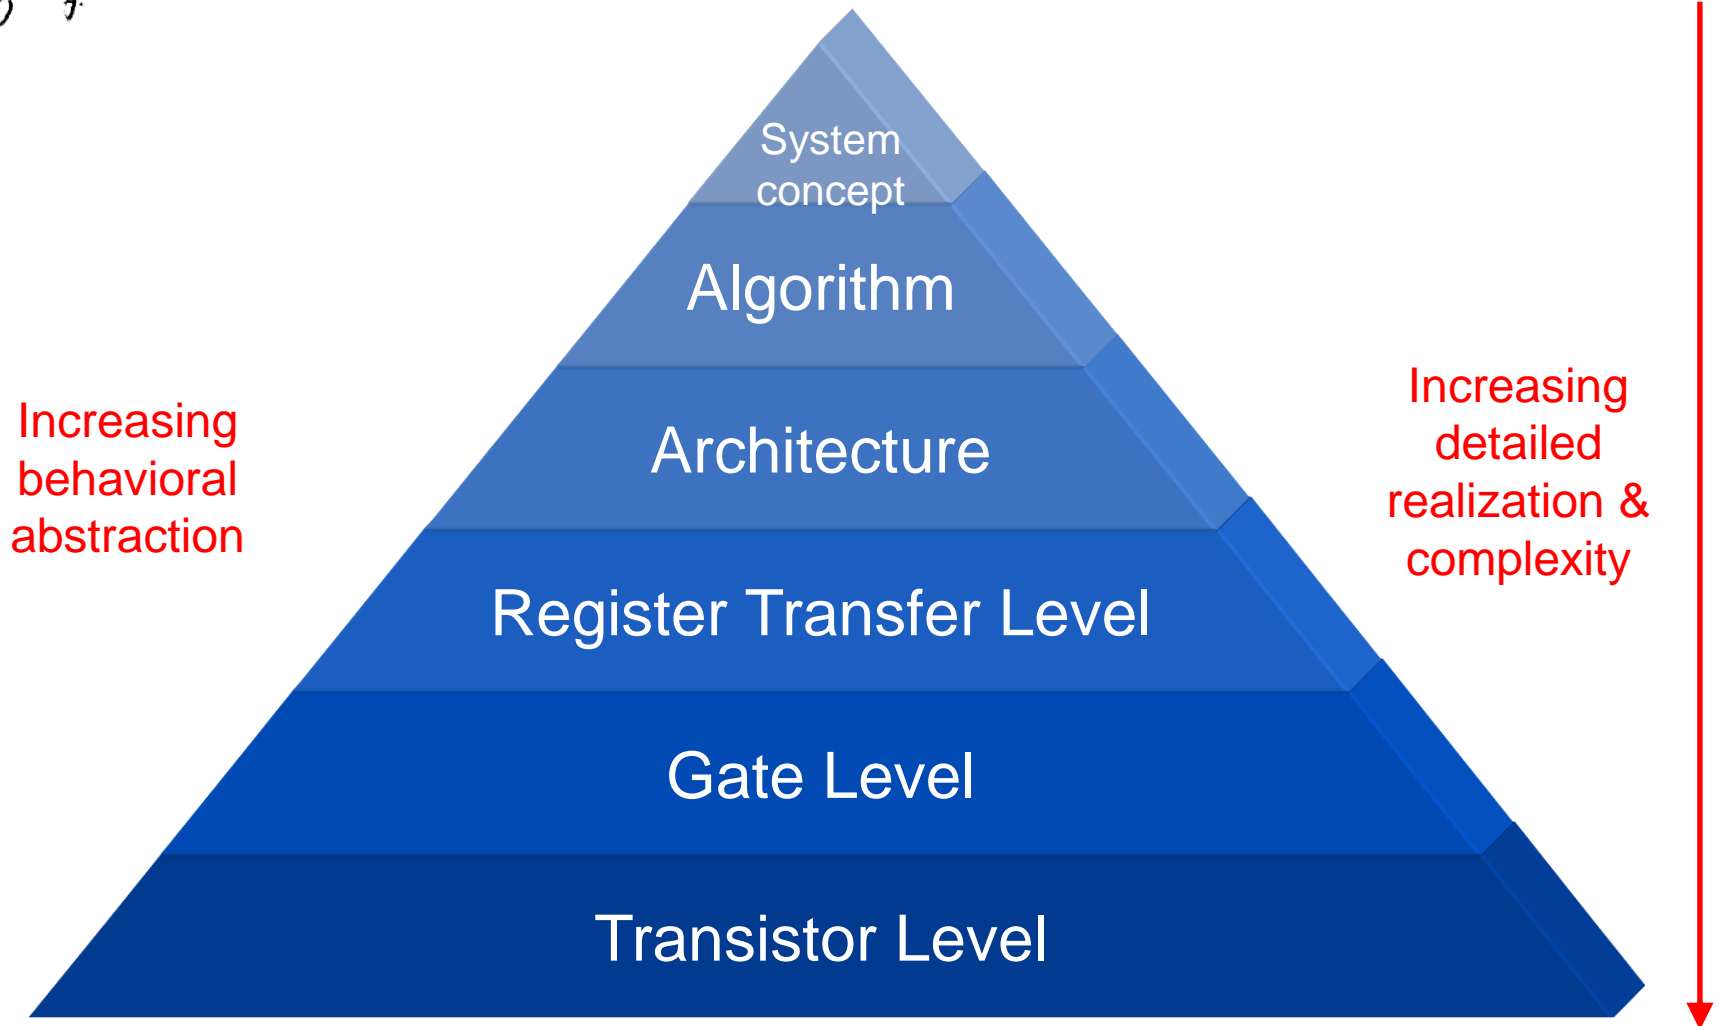 System
concept
Algorithm
Architecture
Register Transfer Level
Gate Level
Transistor Level
Increasing
behavioral
abstraction
Increasing
detailed
realization &
complexity